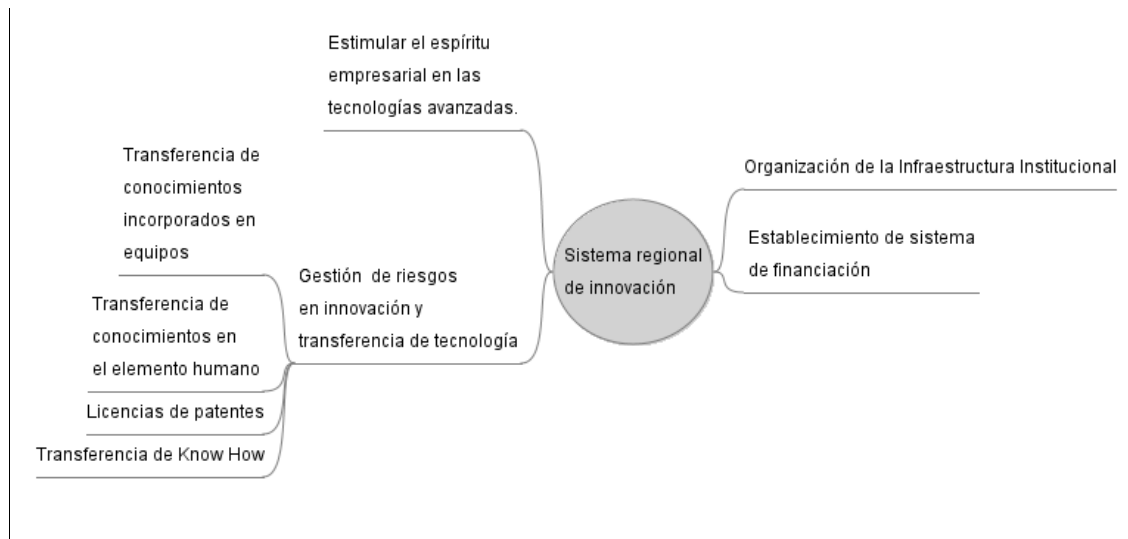 Estimular el espíritu
empresarial en las
tecnologías avanzadas.
Transferencia de
conocimientos
incorporados en
equipos
Gestión de riesgos
en innovación y
transferencia de tecnología
Transferencia de
conocimientos en
el elemento humano
Licencias de patentes
Transferencia de Know How
Sistema regional
de innovación
Organización de la Infraestructura Institucional
Establecimiento de sistema
de financiación